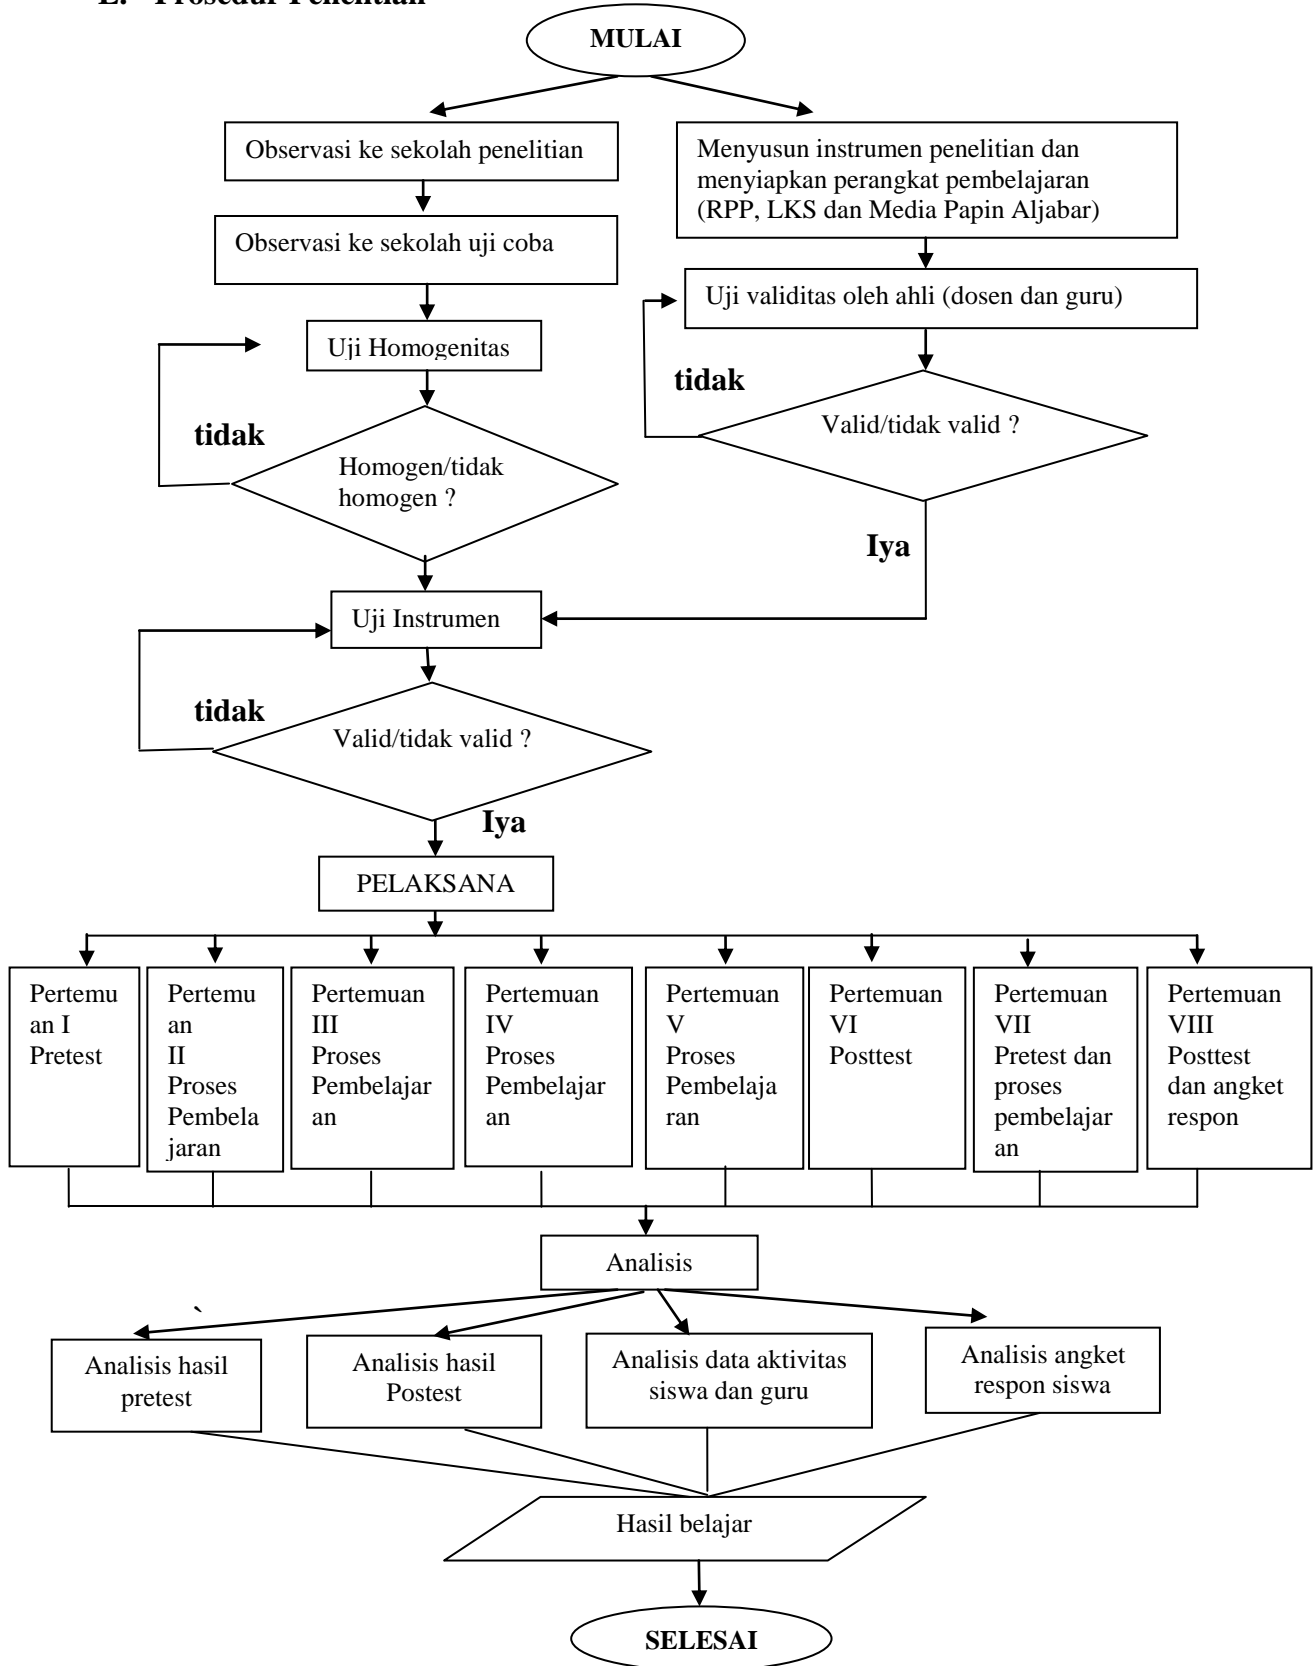 E. Prosedur Penelitian
MULAI
Observasi ke sekolah penelitian
Menyusun instrumen penelitian dan
menyiapkan perangkat pembelajaran
(RPP, LKS dan Media Papin Aljabar)
Observasi ke sekolah uji coba
Uji validitas oleh ahli (dosen dan guru)
Uji Homogenitas
tidak
Valid/tidak valid ?
tidak
Homogen/tidak
homogen ?
Iya
Uji Instrumen
tidak
Valid/tidak valid ?
Iya
PELAKSANA
Pertemu
an I
Pretest
Pertemu
an
II
Proses
Pembela
jaran
Pertemuan
III
Proses
Pembelajar
an
Pertemuan
IV
Proses
Pembelajar
an
Pertemuan
V
Proses
Pembelaja
ran
Pertemuan
VI
Posttest
Pertemuan
VII
Pretest dan
proses
pembelajar
an
Pertemuan
VIII
Posttest
dan angket
respon
Analisis
`
Analisis hasil
pretest
Analisis hasil
Postest
Analisis data aktivitas
siswa dan guru
Analisis angket
respon siswa
Hasil belajar
SELESAI